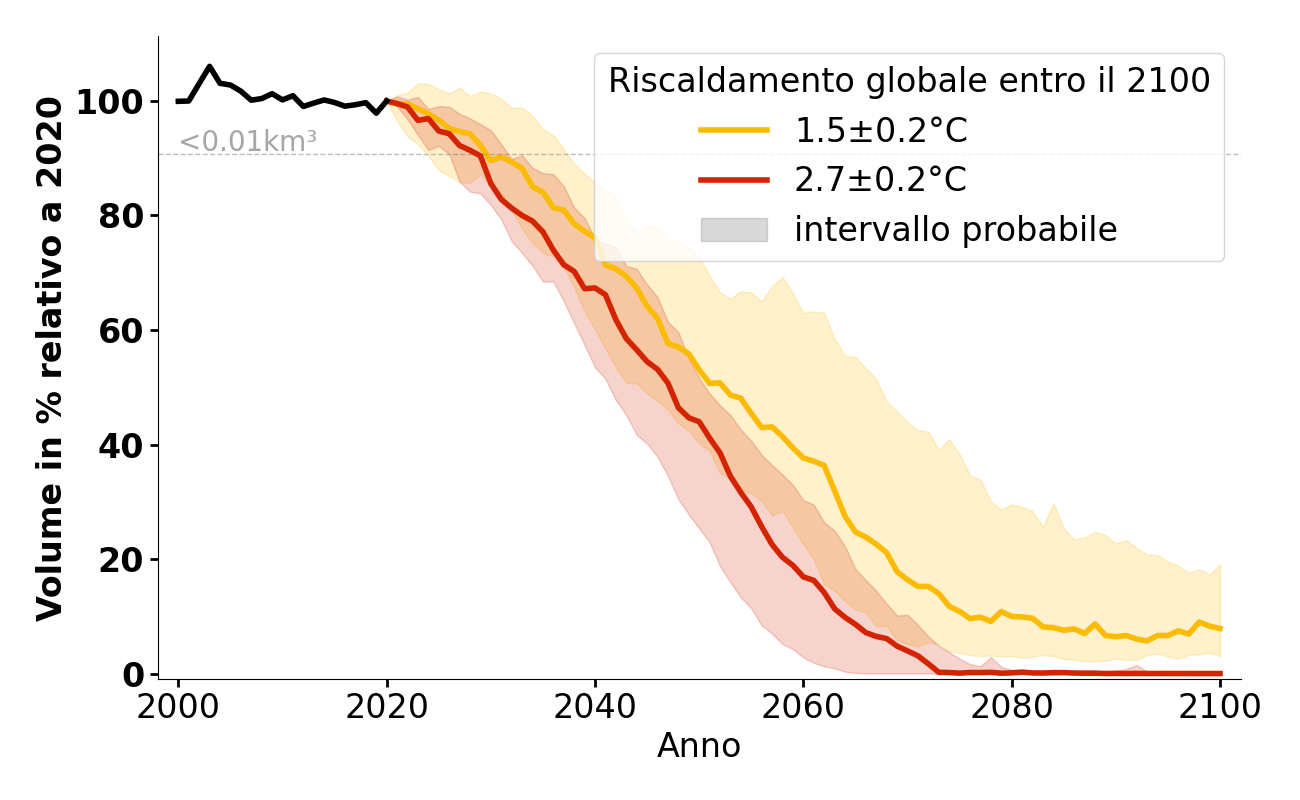 Volume in % relativo a 2020
100
80
60
40
20
0
<0.01km³
Riscaldamento globale entro il 2100
1.5±0.2°C
2.7±0.2°C
intervallo probabile
2000 2020 2040 2060 2080 2100
Anno